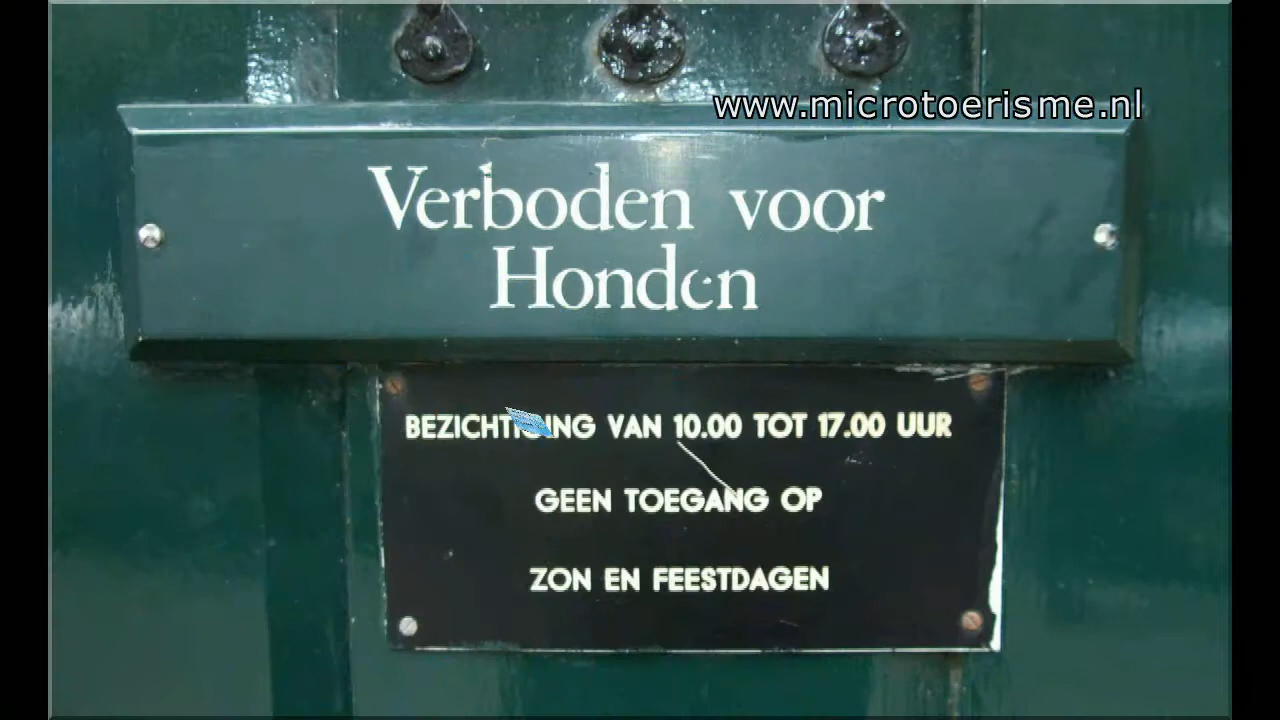 www.microtoerisme.nl
Verboden voor
Honden
BEZICHTIGING VAN 10.00 TOT 17.00 UUR
GEEN TOEGANG OP
ZON EN FEESTDAGEN